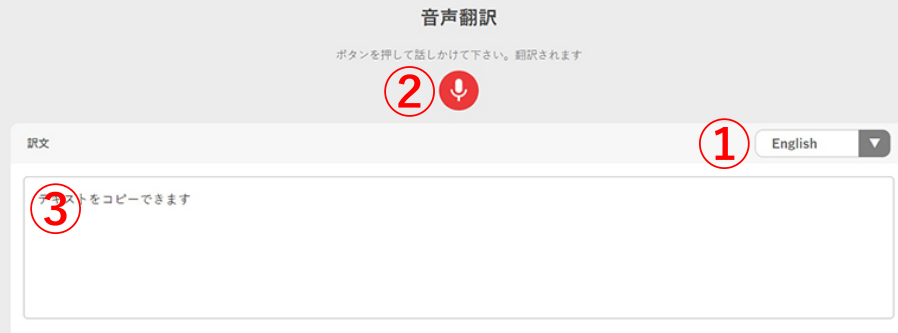 音声翻訳
ボタンを押して話しかけて下さい。翻訳されます
②
訳文
① English ▼
③ テキストをコピーできます